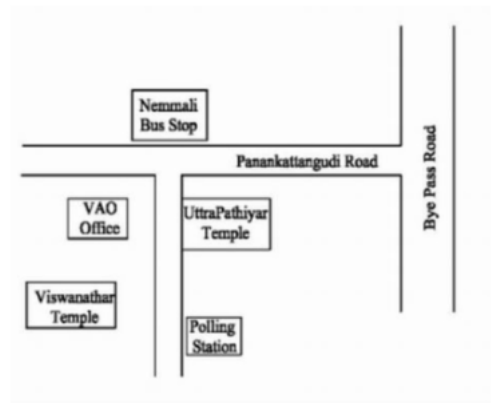 Nemmali
Bus Stop
Panankattangudi Road
Bye Pass Road
VAO
Office
UttraPathiyar
Temple
Viswanathar
Temple
Polling
Station